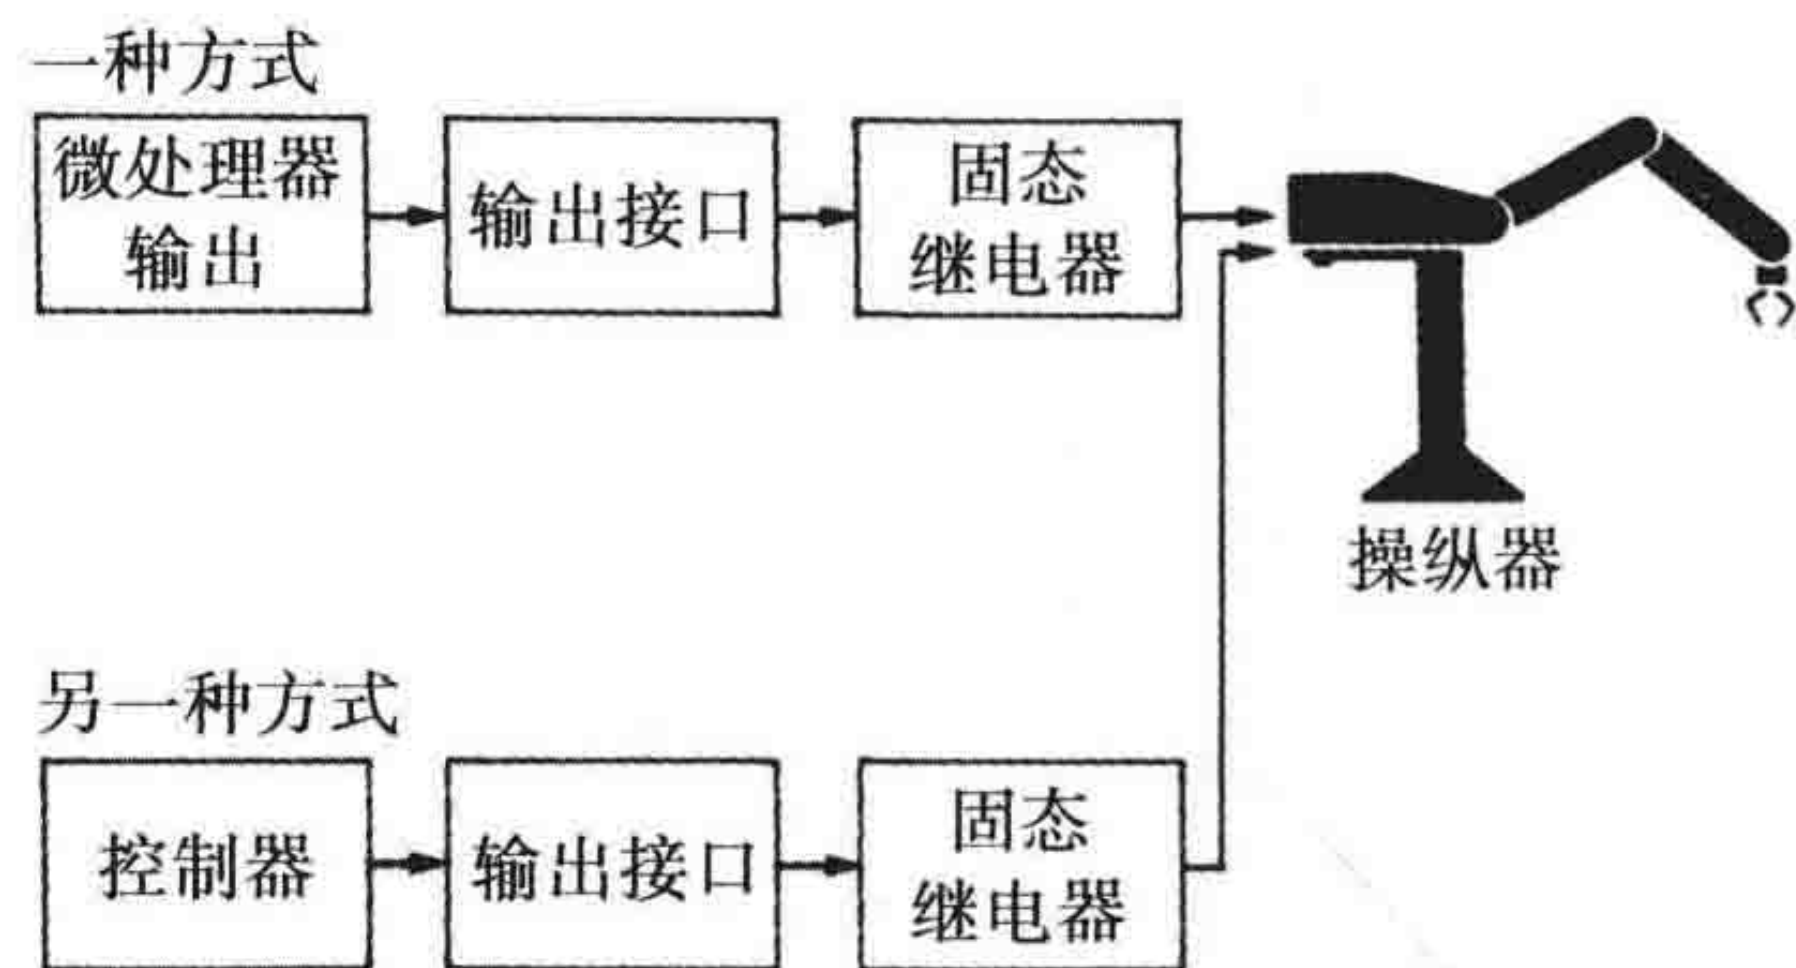 一种方式
微处理器
输出
输出接口
固态
继电器
操纵器
另一种方式
控制器
输出接口
固态
继电器